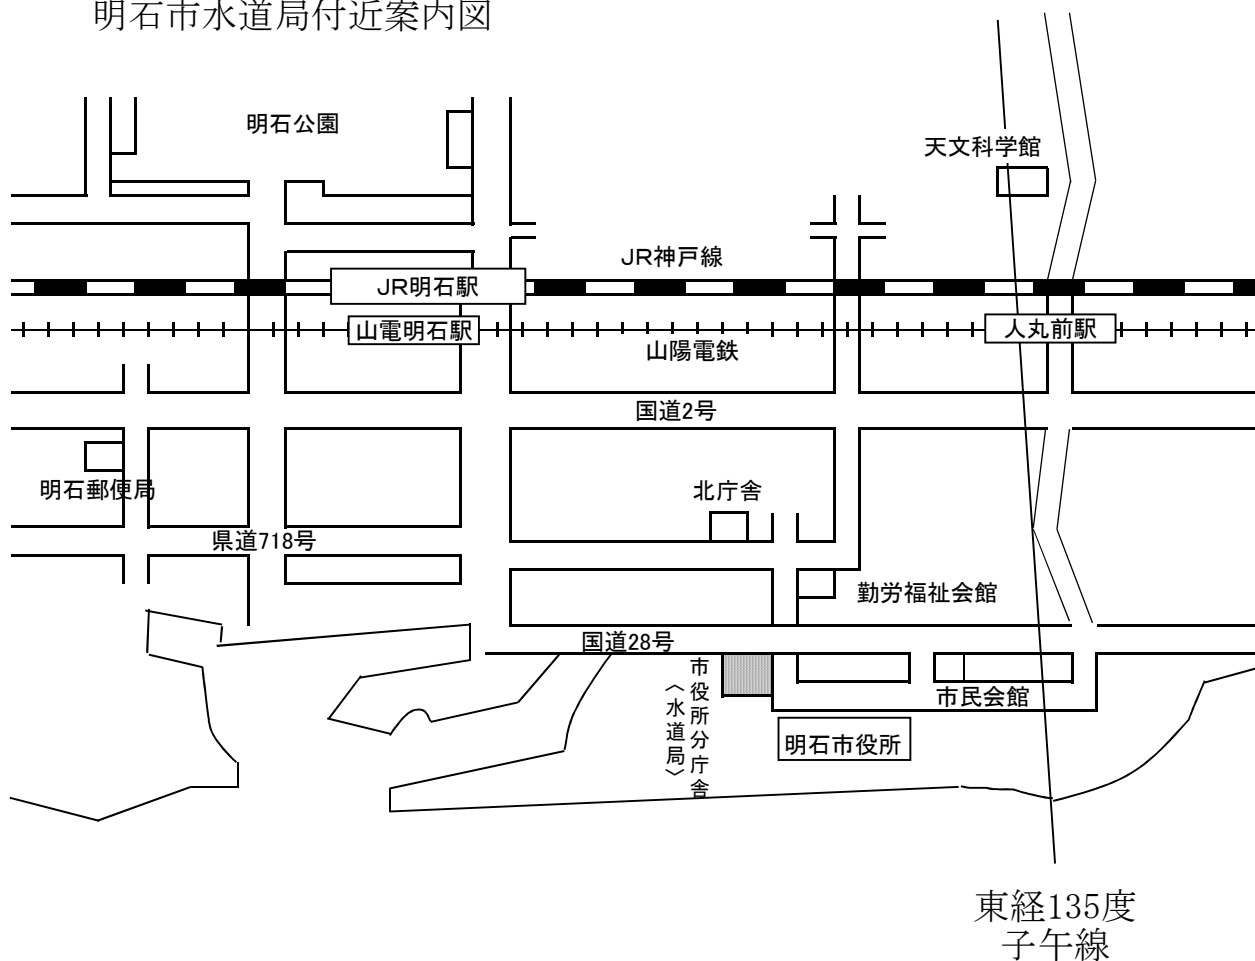 明石市水道局付近案内図
明石公園
天文科学館
JR神戸線
JR明石駅
山電明石駅
人丸前駅
山陽電鉄
国道2号
明石郵便局
北庁舎
県道718号
勤労福祉会館
国道28号
市役所分庁舎
〈水道局〉
市民会館
明石市役所
東経135度
子午線